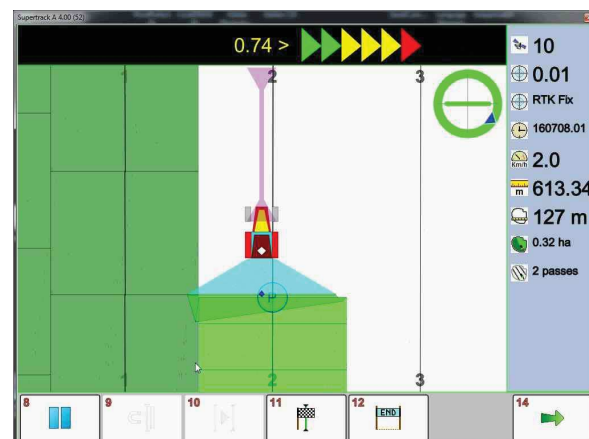 Supertrack A 4.00 (52)
0.74 >
10
0.01
RTK Fix
160708.01
Km/h
2.0
m
613.34
127 m
0.32 ha
2 passes
1
2
3
P
1
2
3
8
9
10
11
12
END
14